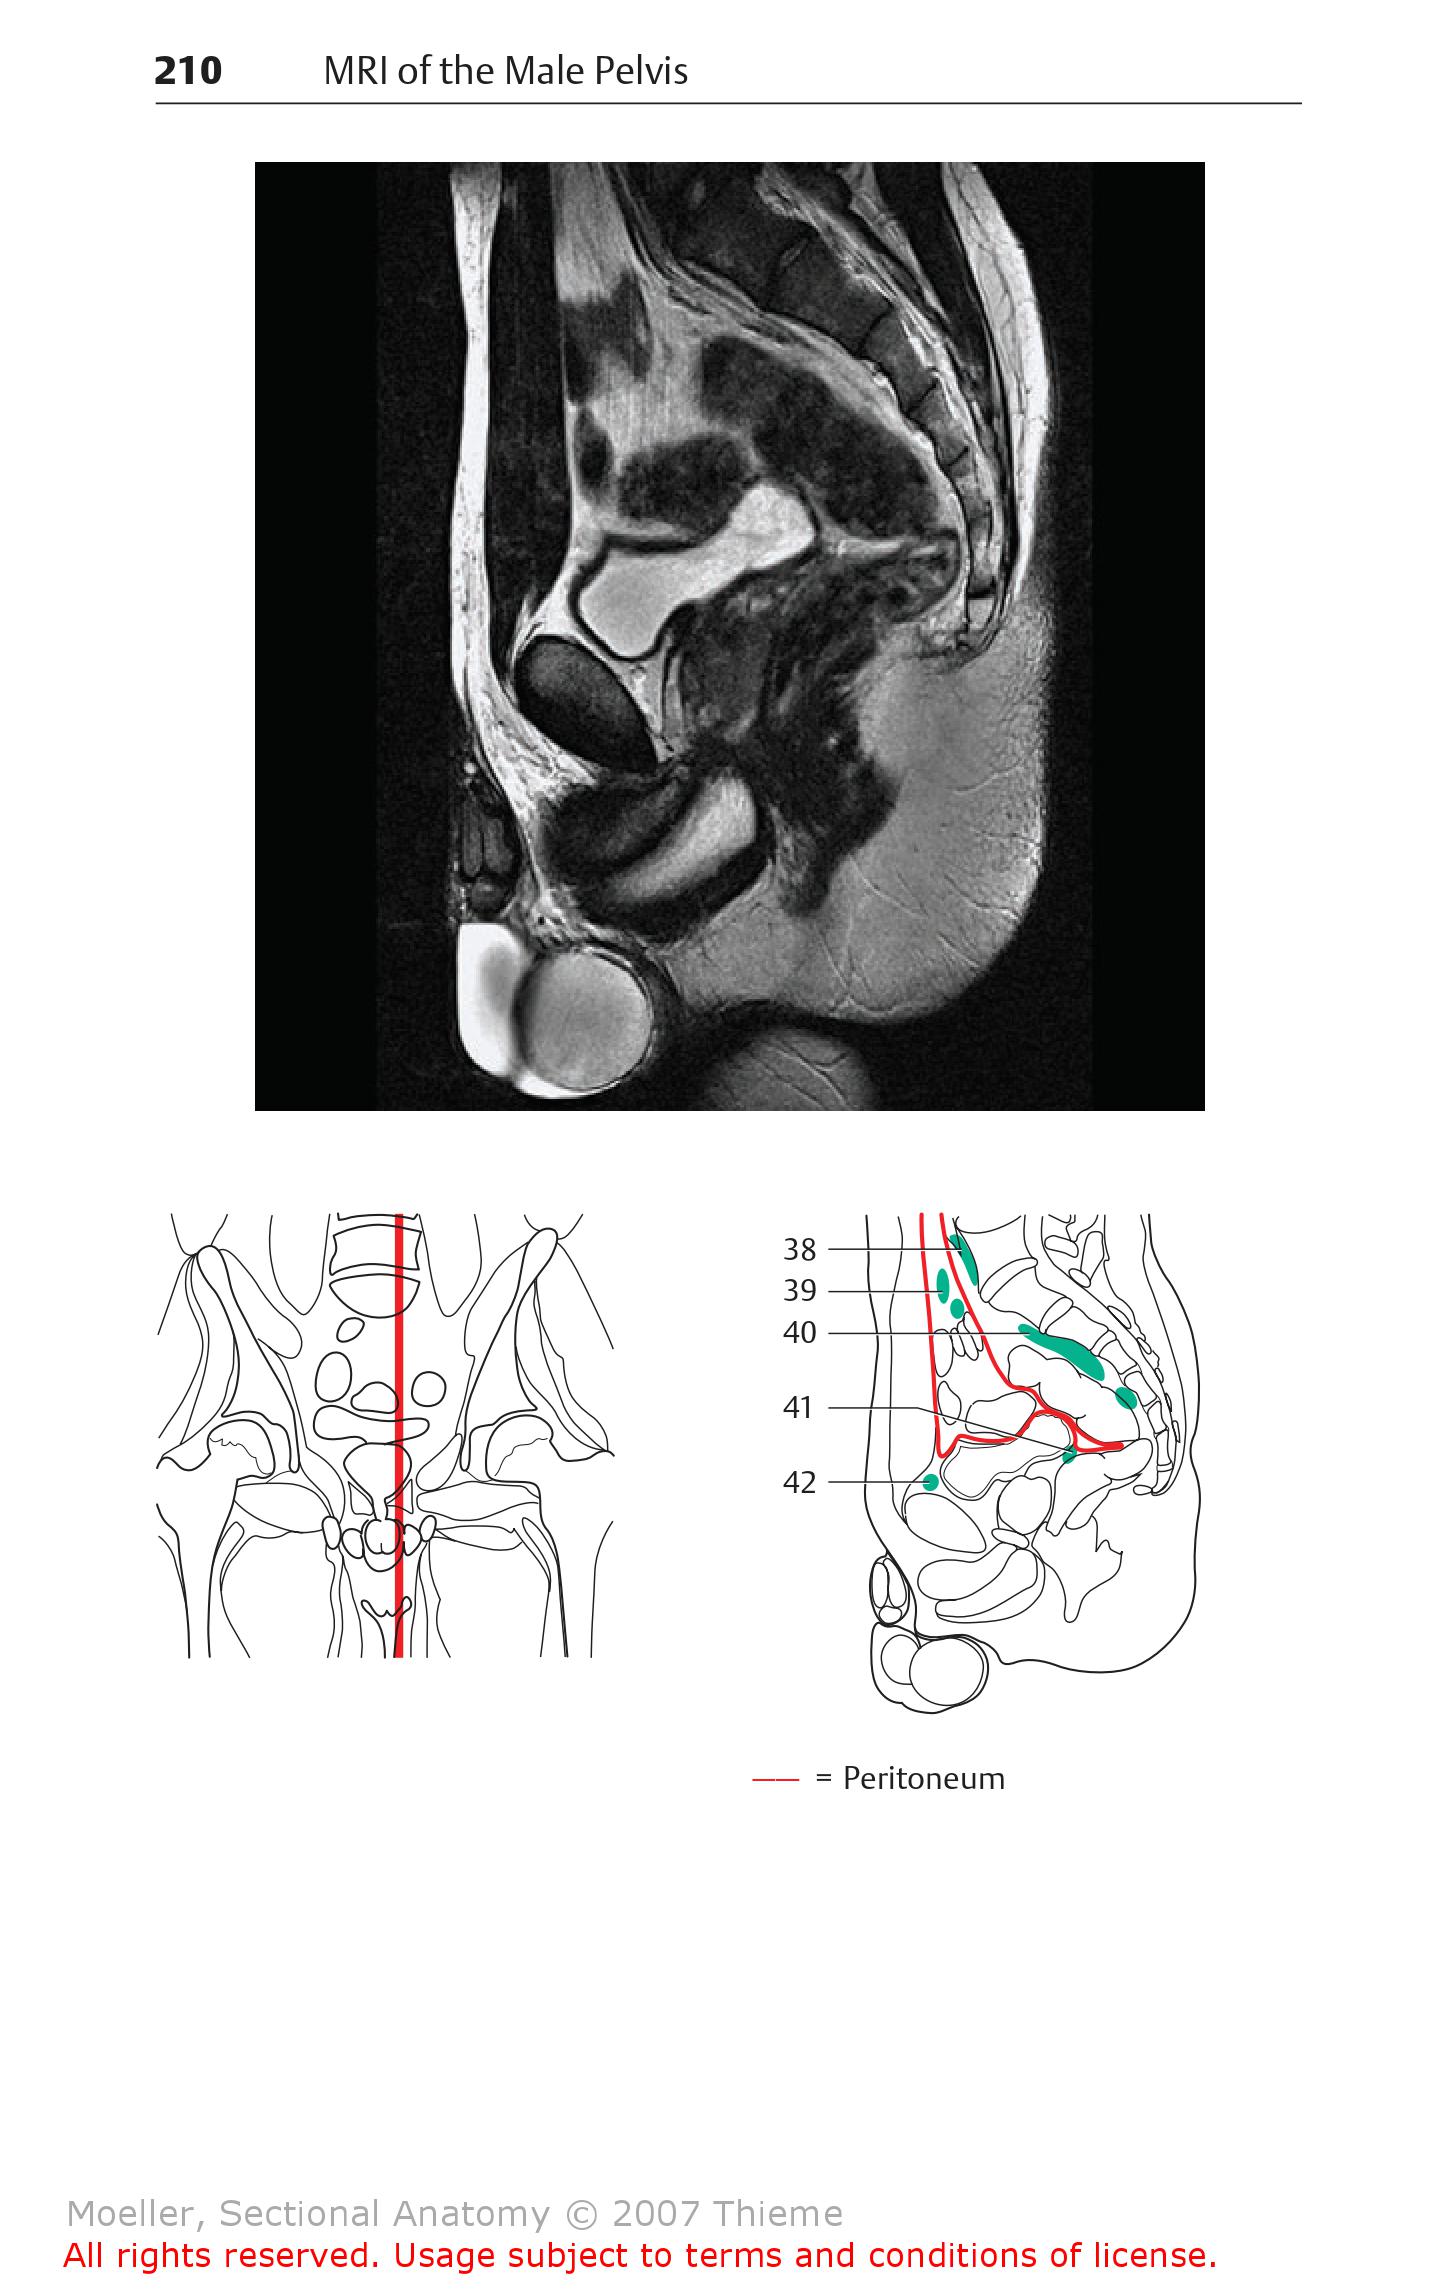 210 MRI of the Male Pelvis
38
39
40
41
42
= Peritoneum
Moeller, Sectional Anatomy © 2007 Thieme
All rights reserved. Usage subject to terms and conditions of license.